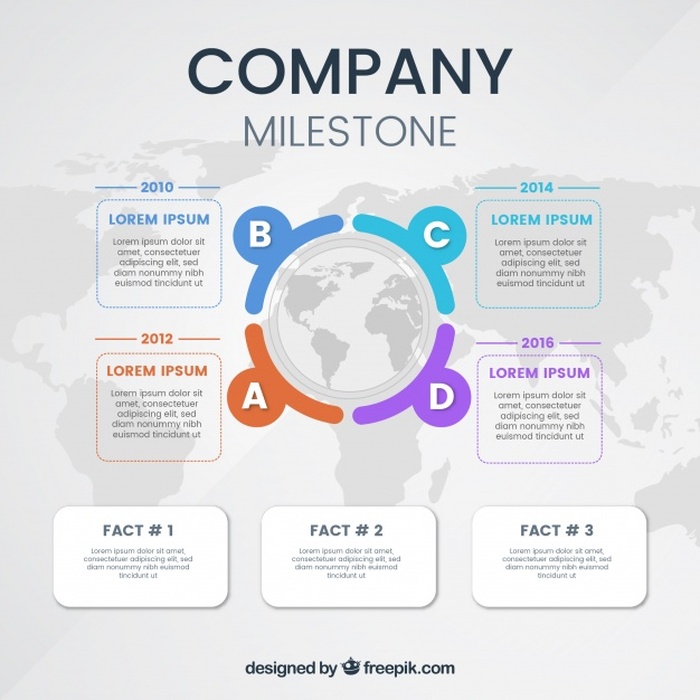 COMPANY
MILESTONE
2010
LOREM IPSUM
Lorem ipsum dolor sit
amet, consectetuer
adipiscing elit, sed
diam nonummy nibh
euismod tincidunt ut
B
C
2014
LOREM IPSUM
Lorem ipsum dolor sit
amet, consectetuer
adipiscing elit, sed
diam nonummy nibh
euismod tincidunt ut
2012
LOREM IPSUM
Lorem ipsum dolor sit
amet, consectetuer
adipiscing elit, sed
diam nonummy nibh
euismod tincidunt ut
A
D
2016
LOREM IPSUM
Lorem ipsum dolor sit
amet, consectetuer
adipiscing elit, sed
diam nonummy nibh
euismod tincidunt ut
FACT # 1
Lorem ipsum dolor sit amet,
consectetuer adipiscing elit, sed
diam nonummy nibh euismod
tincidunt ut
FACT # 2
Lorem ipsum dolor sit amet,
consectetuer adipiscing elit, sed
diam nonummy nibh euismod
tincidunt ut
FACT # 3
Lorem ipsum dolor sit amet,
consectetuer adipiscing elit, sed
diam nonummy nibh euismod
tincidunt ut
designed by freepik.com